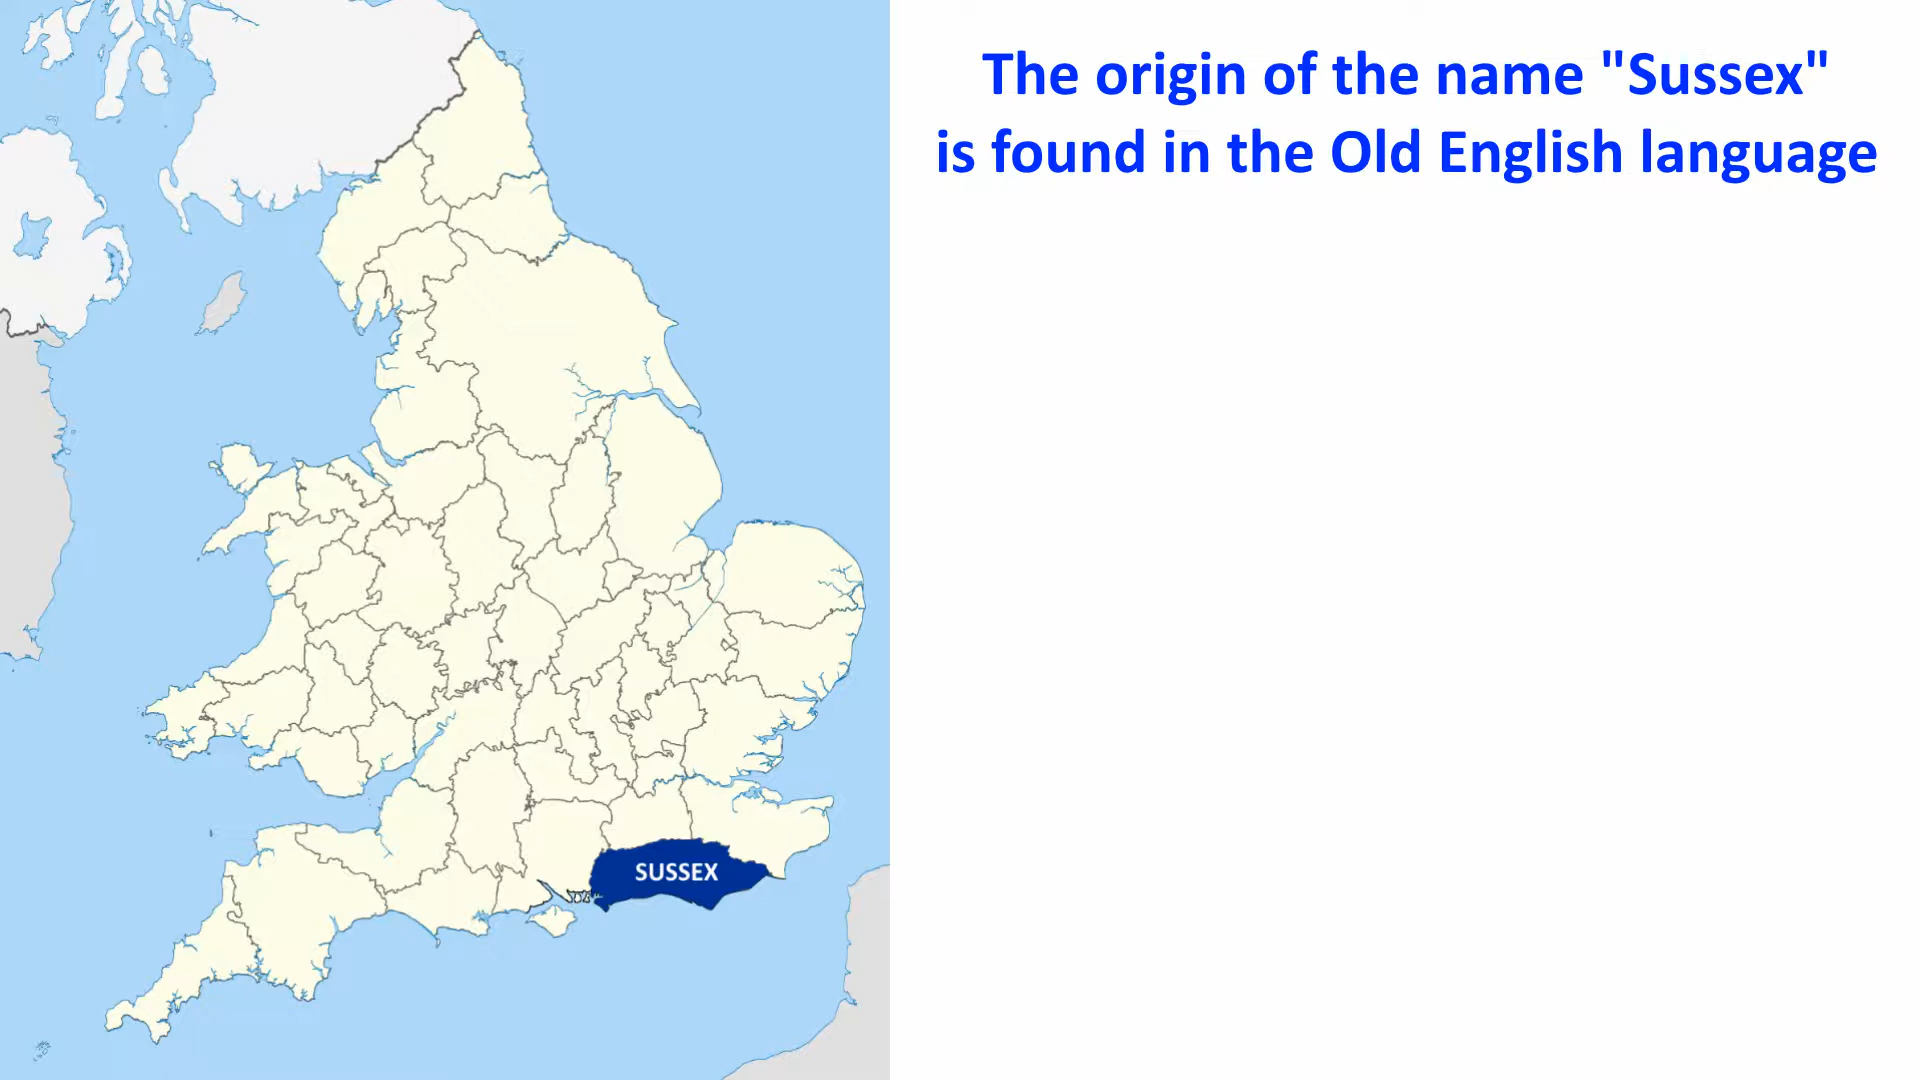 The origin of the name "Sussex"
is found in the Old English language
SUSSEX